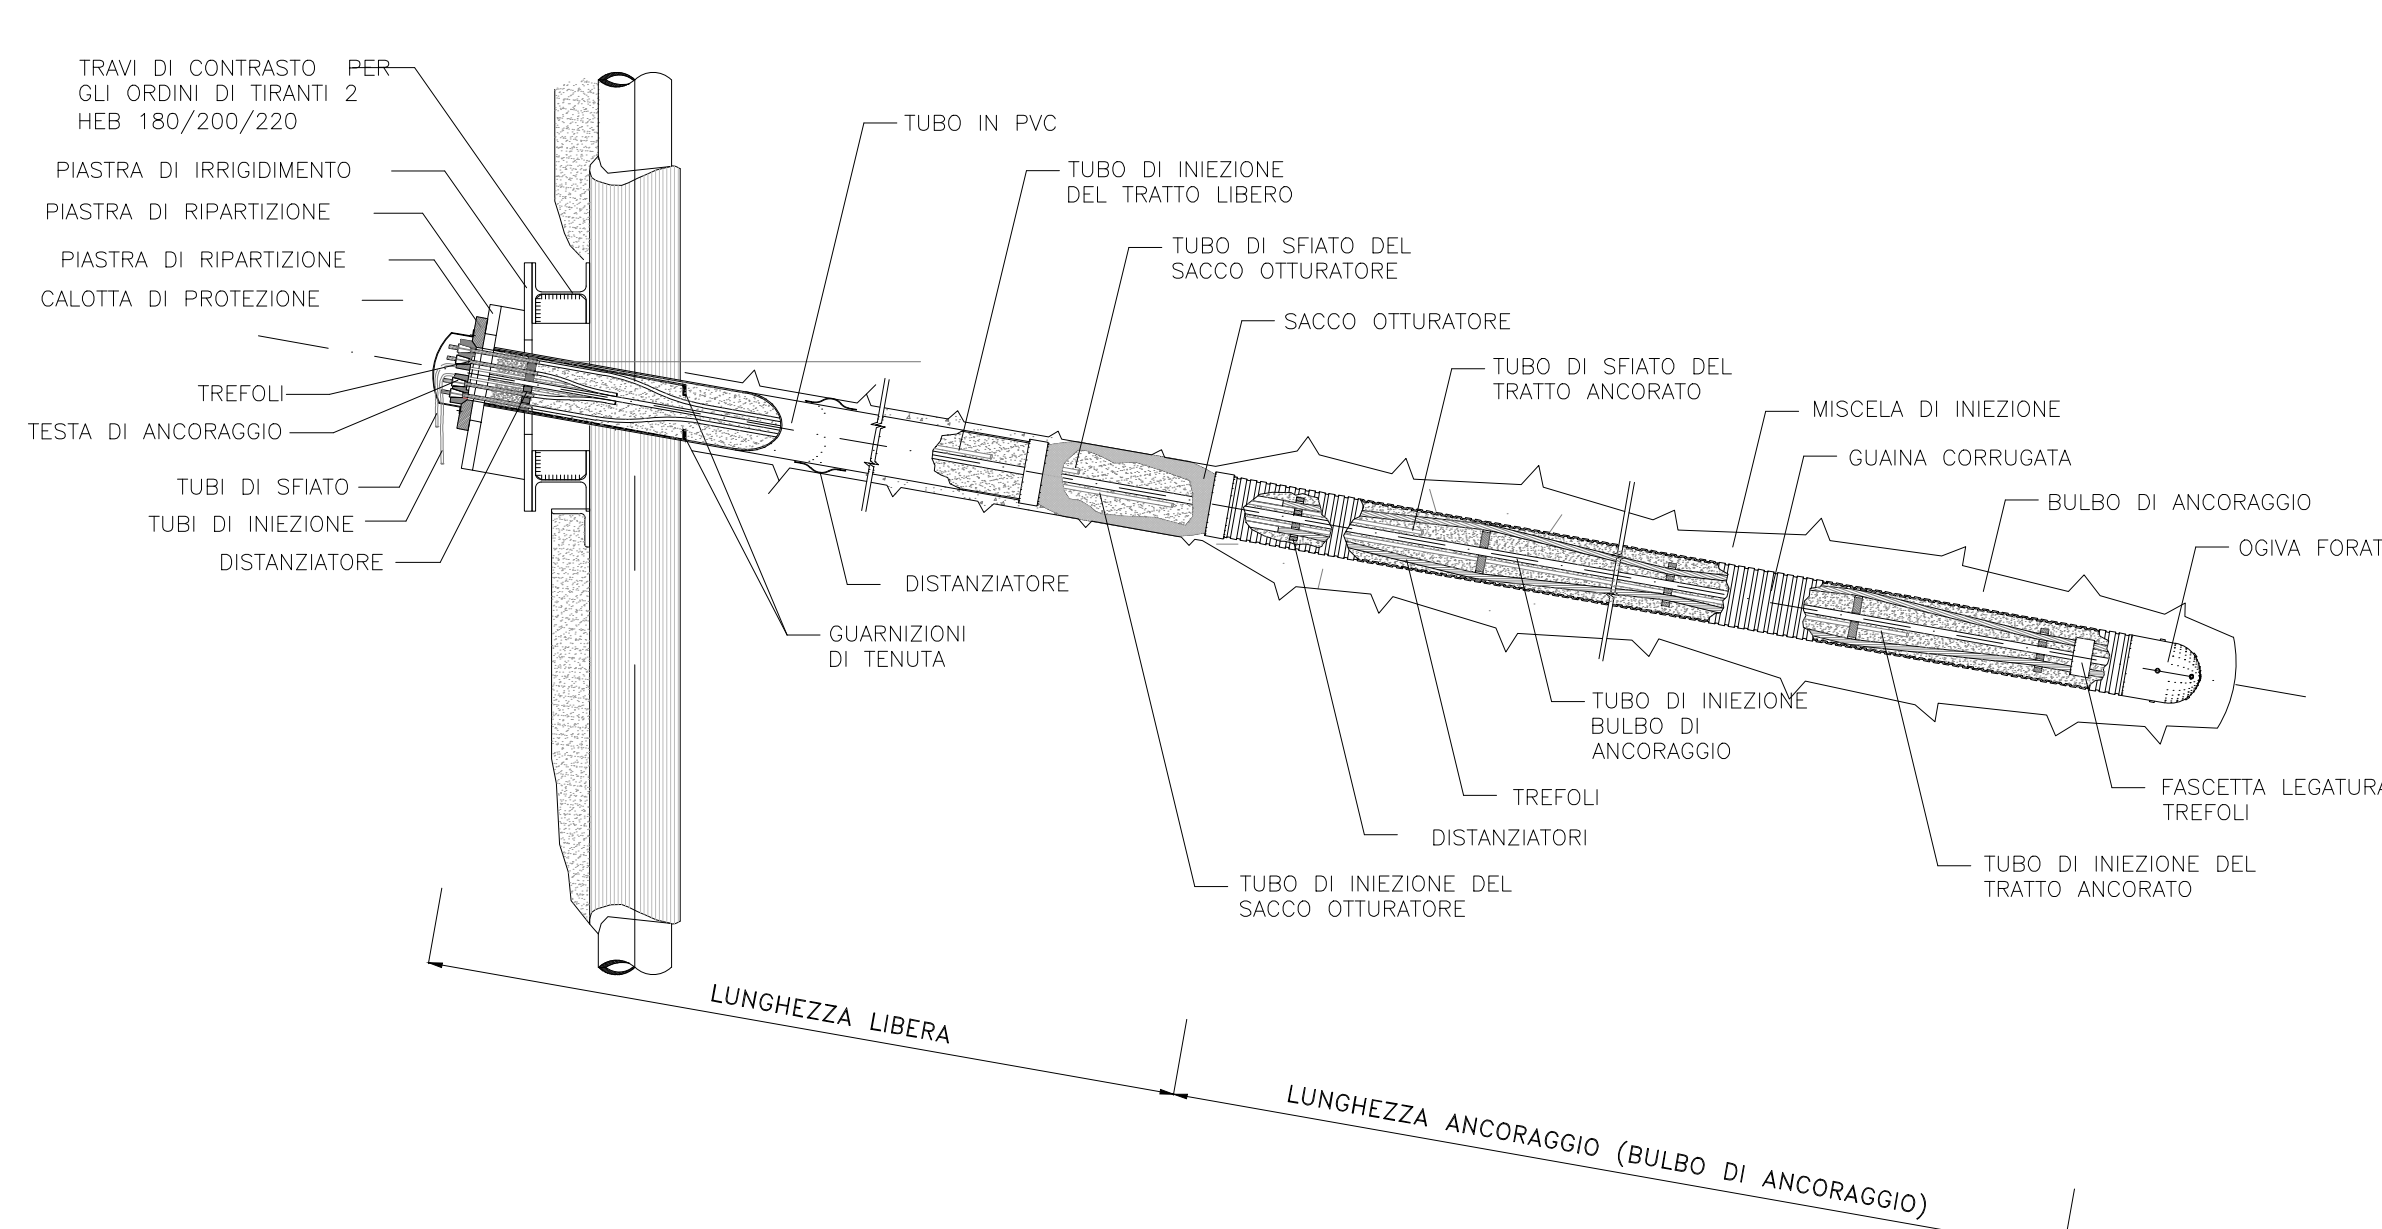 TRAVI DI CONTRASTO PER
GLI ORDINI DI TIRANTI 2
HEB 180/200/220
PIASTRA DI IRRIGIDIMENTO
PIASTRA DI RIPARTIZIONE
PIASTRA DI RIPARTIZIONE
CALOTTA DI PROTEZIONE
TREFOLI
TESTA DI ANCORAGGIO
TUBI DI SFIATO
TUBI DI INIEZIONE
DISTANZIATORE
TUBO IN PVC
TUBO DI INIEZIONE
DEL TRATTO LIBERO
TUBO DI SFIATO DEL
SACCO OTTURATORE
SACCO OTTURATORE
TUBO DI SFIATO DEL
TRATTO ANCORATO
MISCELA DI INIEZIONE
GUAINA CORRUGATA
BULBO DI ANCORAGGIO
OGIVA FORAT
DISTANZIATORE
GUARNIZIONI
DI TENUTA
TUBO DI INIEZIONE
BULBO DI
ANCORAGGIO
TREFOLI
DISTANZIATORI
TUBO DI INIEZIONE DEL
SACCO OTTURATORE
FASCETTA LEGATURA
TREFOLI
TUBO DI INIEZIONE DEL
TRATTO ANCORATO
LUNGHEZZA LIBERA
LUNGHEZZA ANCORAGGIO (BULBO DI ANCORAGGIO)